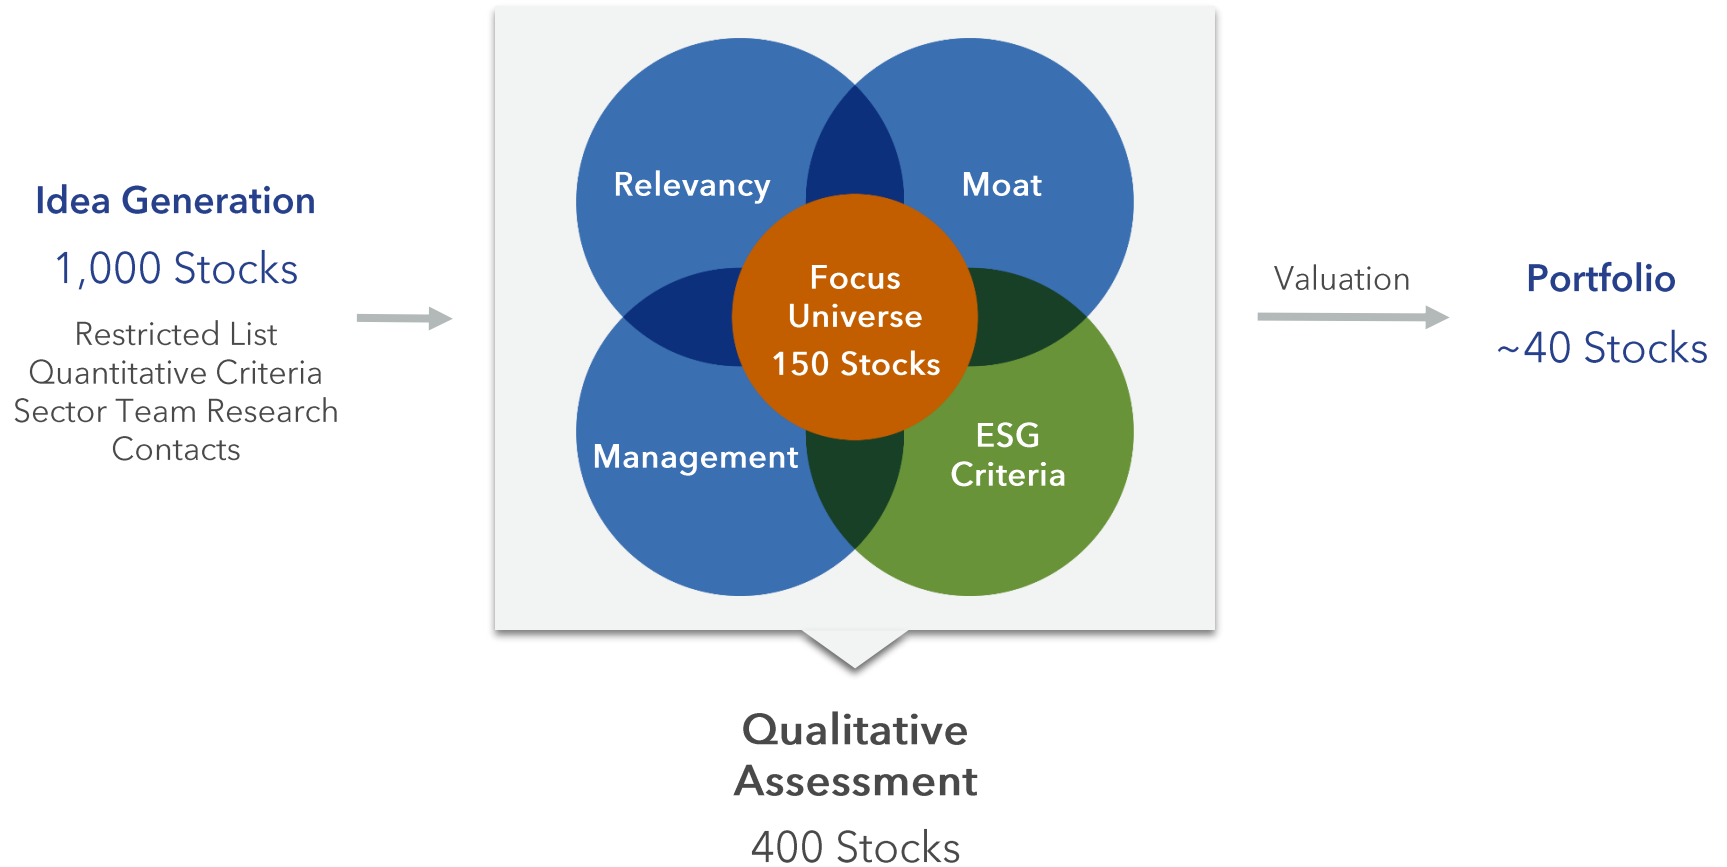 Idea Generation
1,000 Stocks
Restricted List
Quantitative Criteria
Sector Team Research
Contacts
Relevancy
Moat
Focus
Universe
150 Stocks
Management
ESG
Criteria
Qualitative
Assessment
400 Stocks
Valuation
Portfolio
~40 Stocks